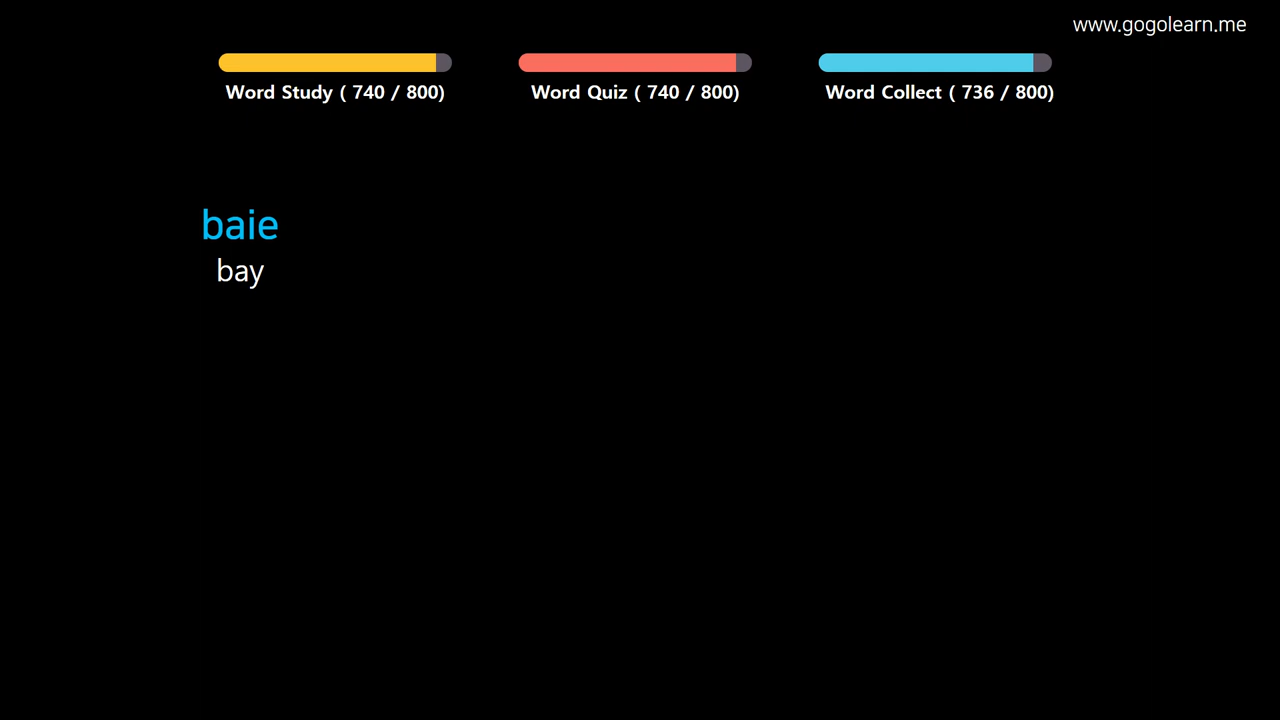 www.gogolearn.me
Word Study ( 740 / 800)
Word Quiz ( 740 / 800)
Word Collect ( 736 / 800)
baie
bay